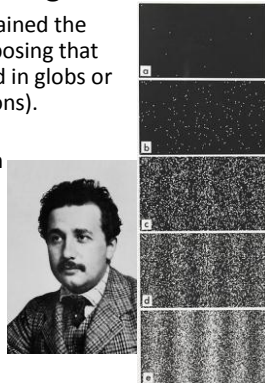 ained the
posing that
d in globs or
ons).
a
b
c
d
e